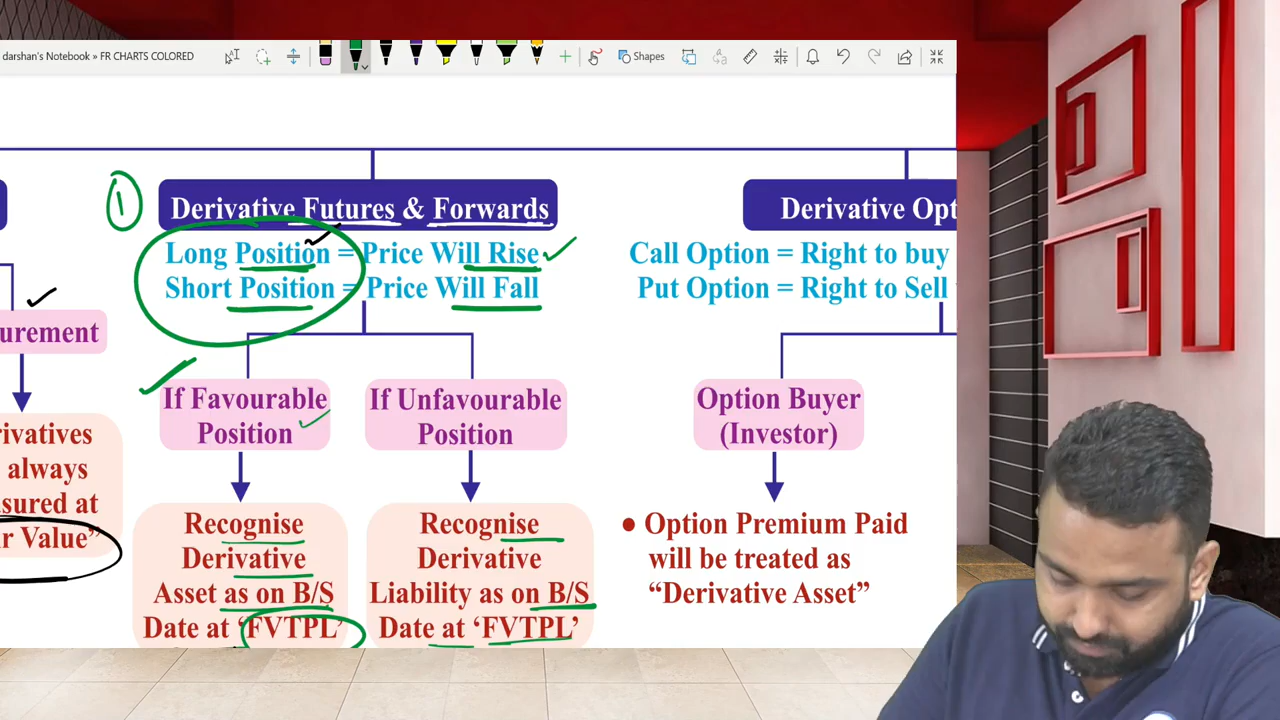 darshan's Notebook » FR CHARTS COLORED
Shapes
1
Derivative Futures & Forwards
Long Position = Price Will Rise
Short Position = Price Will Fall
If Favourable
Position
Recognise
Derivative
Asset as on B/S
Date at ‘FVTPL’
If Unfavourable
Position
Recognise
Derivative
Liability as on B/S
Date at ‘FVTPL’
Derivative Opt
Call Option = Right to buy
Put Option = Right to Sell
Option Buyer
(Investor)
● Option Premium Paid
will be treated as
“Derivative Asset”
urement
rivatives
always
sured at
r Value”